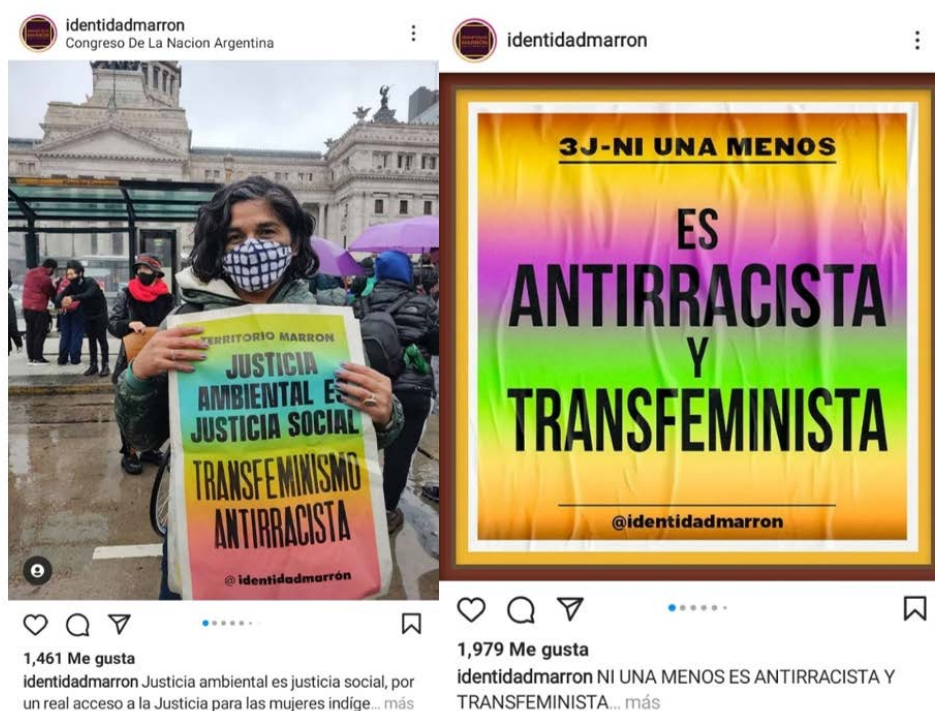 identidadmarron
Congreso De La Nacion Argentina
TERRITORIO MARRON
JUSTICIA
AMBIENTAL ES
JUSTICIA SOCIAL
TRANSFEMINISMO
ANTIRRACISTA
@identidadmarrón
1,461 Me gusta
identidadmarron Justicia ambiental es justicia social, por
un real acceso a la Justicia para las mujeres indíge... más
identidadmarron
3J-NI UNA MENOS
ES
ANTIRRACISTA
Y
TRANSFEMINISTA
@identidadmarron
1,979 Me gusta
identidadmarron NI UNA MENOS ES ANTIRRACISTA Y
TRANSFEMINISTA... más